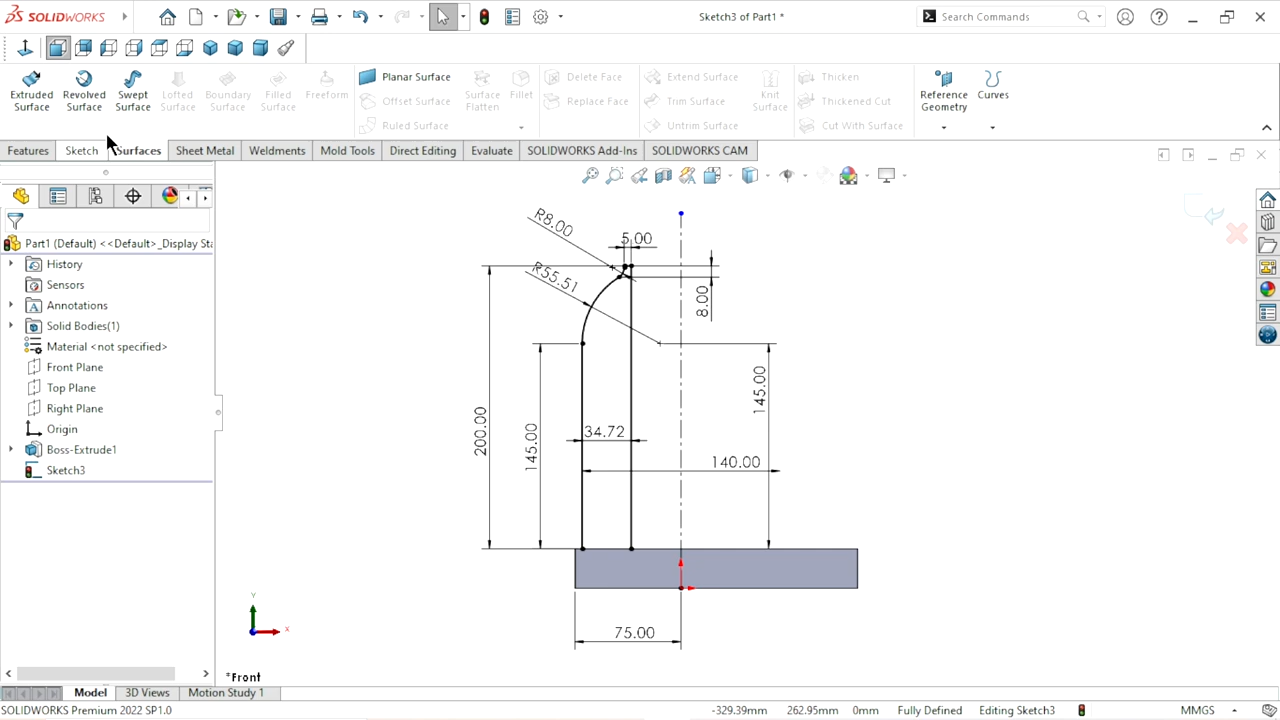 SOLIDWORKS
Sketch3 of Part1 *
Search Commands
Extruded Surface
Revolved Surface
Swept Surface
Lofted Surface
Boundary Surface
Filled Surface
Freeform
Planar Surface
Offset Surface
Ruled Surface
Surface Flatten
Fillet
Delete Face
Replace Face
Extend Surface
Trim Surface
Untrim Surface
Knit Surface
Thicken
Thickened Cut
Cut With Surface
Reference Geometry
Curves
Features
Sketch
Surfaces
Sheet Metal
Weldments
Mold Tools
Direct Editing
Evaluate
SOLIDWORKS Add-Ins
SOLIDWORKS CAM
Part1 (Default) <<Default>_Display Sta
History
Sensors
Annotations
Solid Bodies(1)
Material <not specified>
Front Plane
Top Plane
Right Plane
Origin
Boss-Extrude1
Sketch3
R8.00
5.00
R55.51
8.00
200.00
145.00
34.72
145.00
140.00
75.00
Y
X
*Front
Model
3D Views
Motion Study 1
SOLIDWORKS Premium 2022 SP1.0
-329.39mm
262.95mm
0mm
Fully Defined
Editing Sketch3
MMGS